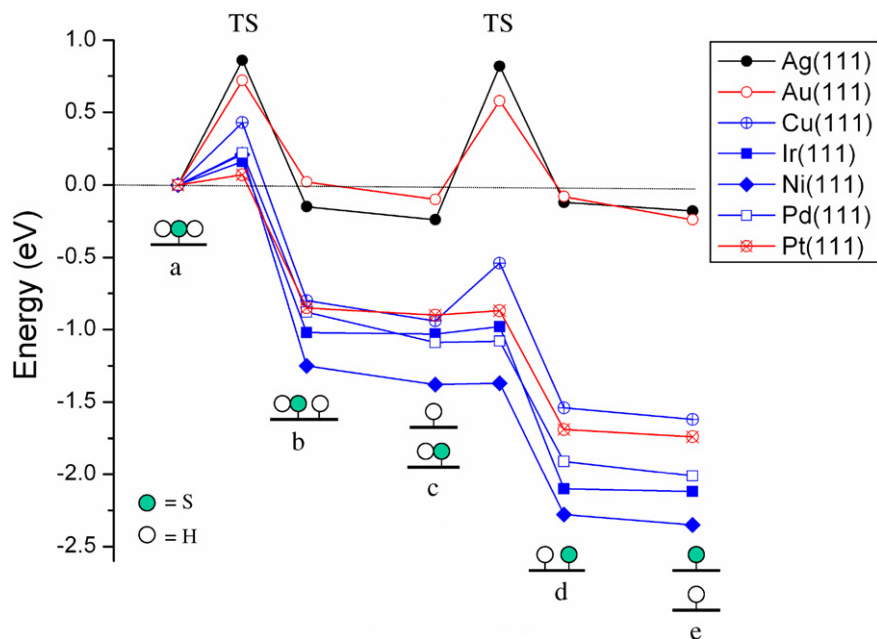 TS
TS
1.0
0.5
0.0
-0.5
-1.0
-1.5
-2.0
-2.5
Energy (eV)
Ag(111)
Au(111)
Cu(111)
Ir(111)
Ni(111)
Pd(111)
Pt(111)
a
b
c
d
e
= S
= H